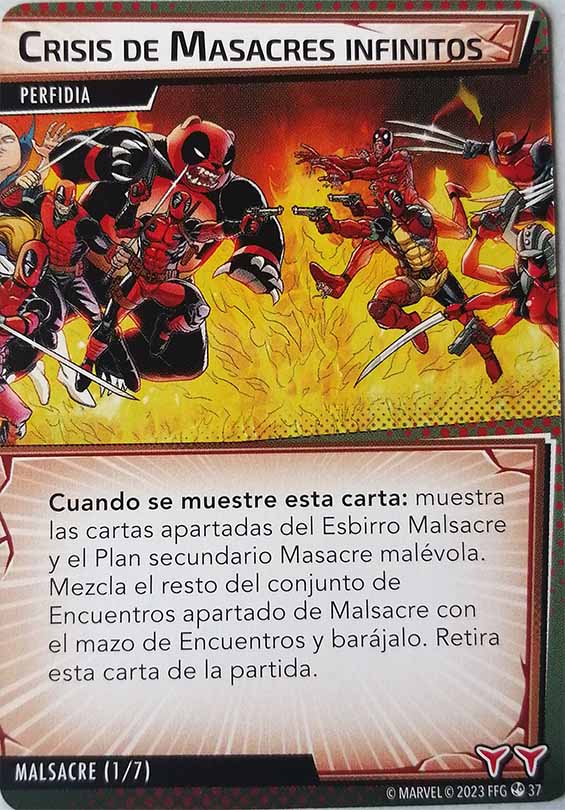 Crisis de Masacres infinitos
PERFIDIA
Cuando se muestre esta carta: muestra
las cartas apartadas del Esbirro Malsacre
y el Plan secundario Masacre malévola.
Mezcla el resto del conjunto de
Encuentros apartado de Malsacre con
el mazo de Encuentros y barájalo. Retira
esta carta de la partida.
MALSACRE (1/7)
© MARVEL © 2023 FFG 37